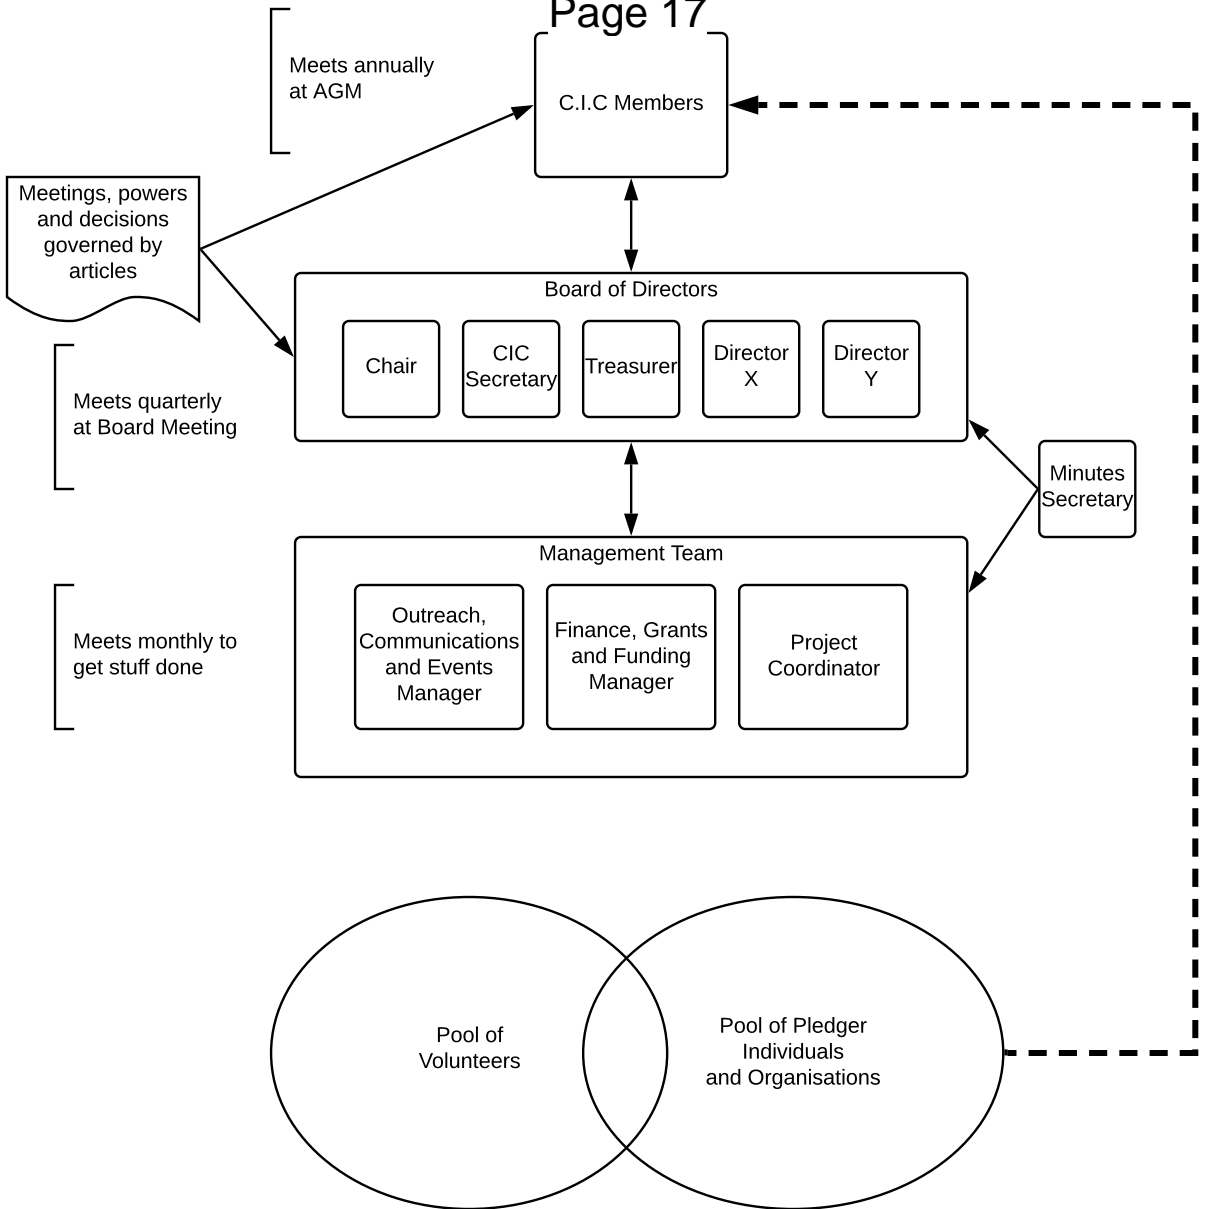 Page 17
Meets annually
at AGM
C.I.C Members
Meetings, powers
and decisions
governed by
articles
Board of Directors
Chair
CIC
Secretary
Treasurer
Director
X
Director
Y
Meets quarterly
at Board Meeting
Minutes
Secretary
Management Team
Outreach,
Communications
and Events
Manager
Finance, Grants
and Funding
Manager
Project
Coordinator
Meets monthly to
get stuff done
Pool of
Volunteers
Pool of Pledger
Individuals
and Organisations